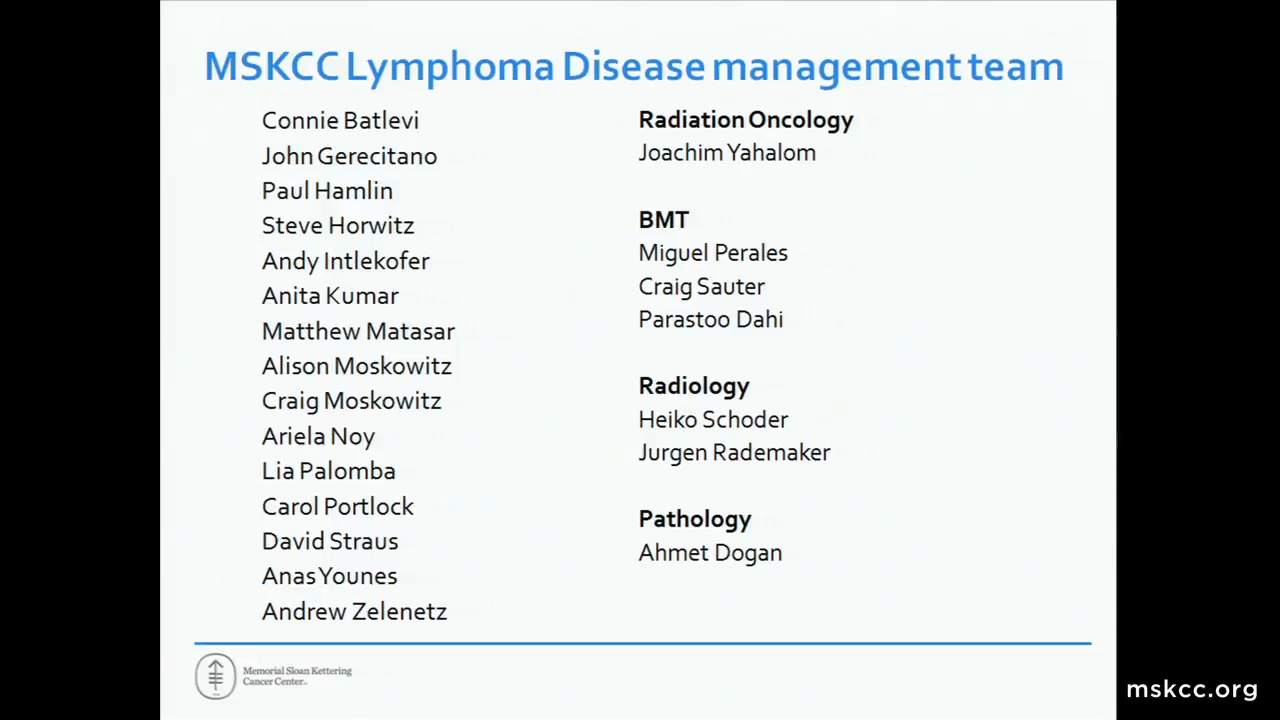 MSKCC Lymphoma Disease management team
Connie Batlevi
John Gerecitano
Paul Hamlin
Steve Horwitz
Andy Intlekofer
Anita Kumar
Matthew Matasar
Alison Moskowitz
Craig Moskowitz
Ariela Noy
Lia Palomba
Carol Portlock
David Straus
Anas Younes
Andrew Zelenetz
Radiation Oncology
Joachim Yahalom
BMT
Miguel Perales
Craig Sauter
Parastoo Dahi
Radiology
Heiko Schoder
Jurgen Rademaker
Pathology
Ahmet Dogan
Memorial Sloan Kettering
Cancer Center
mskcc.org